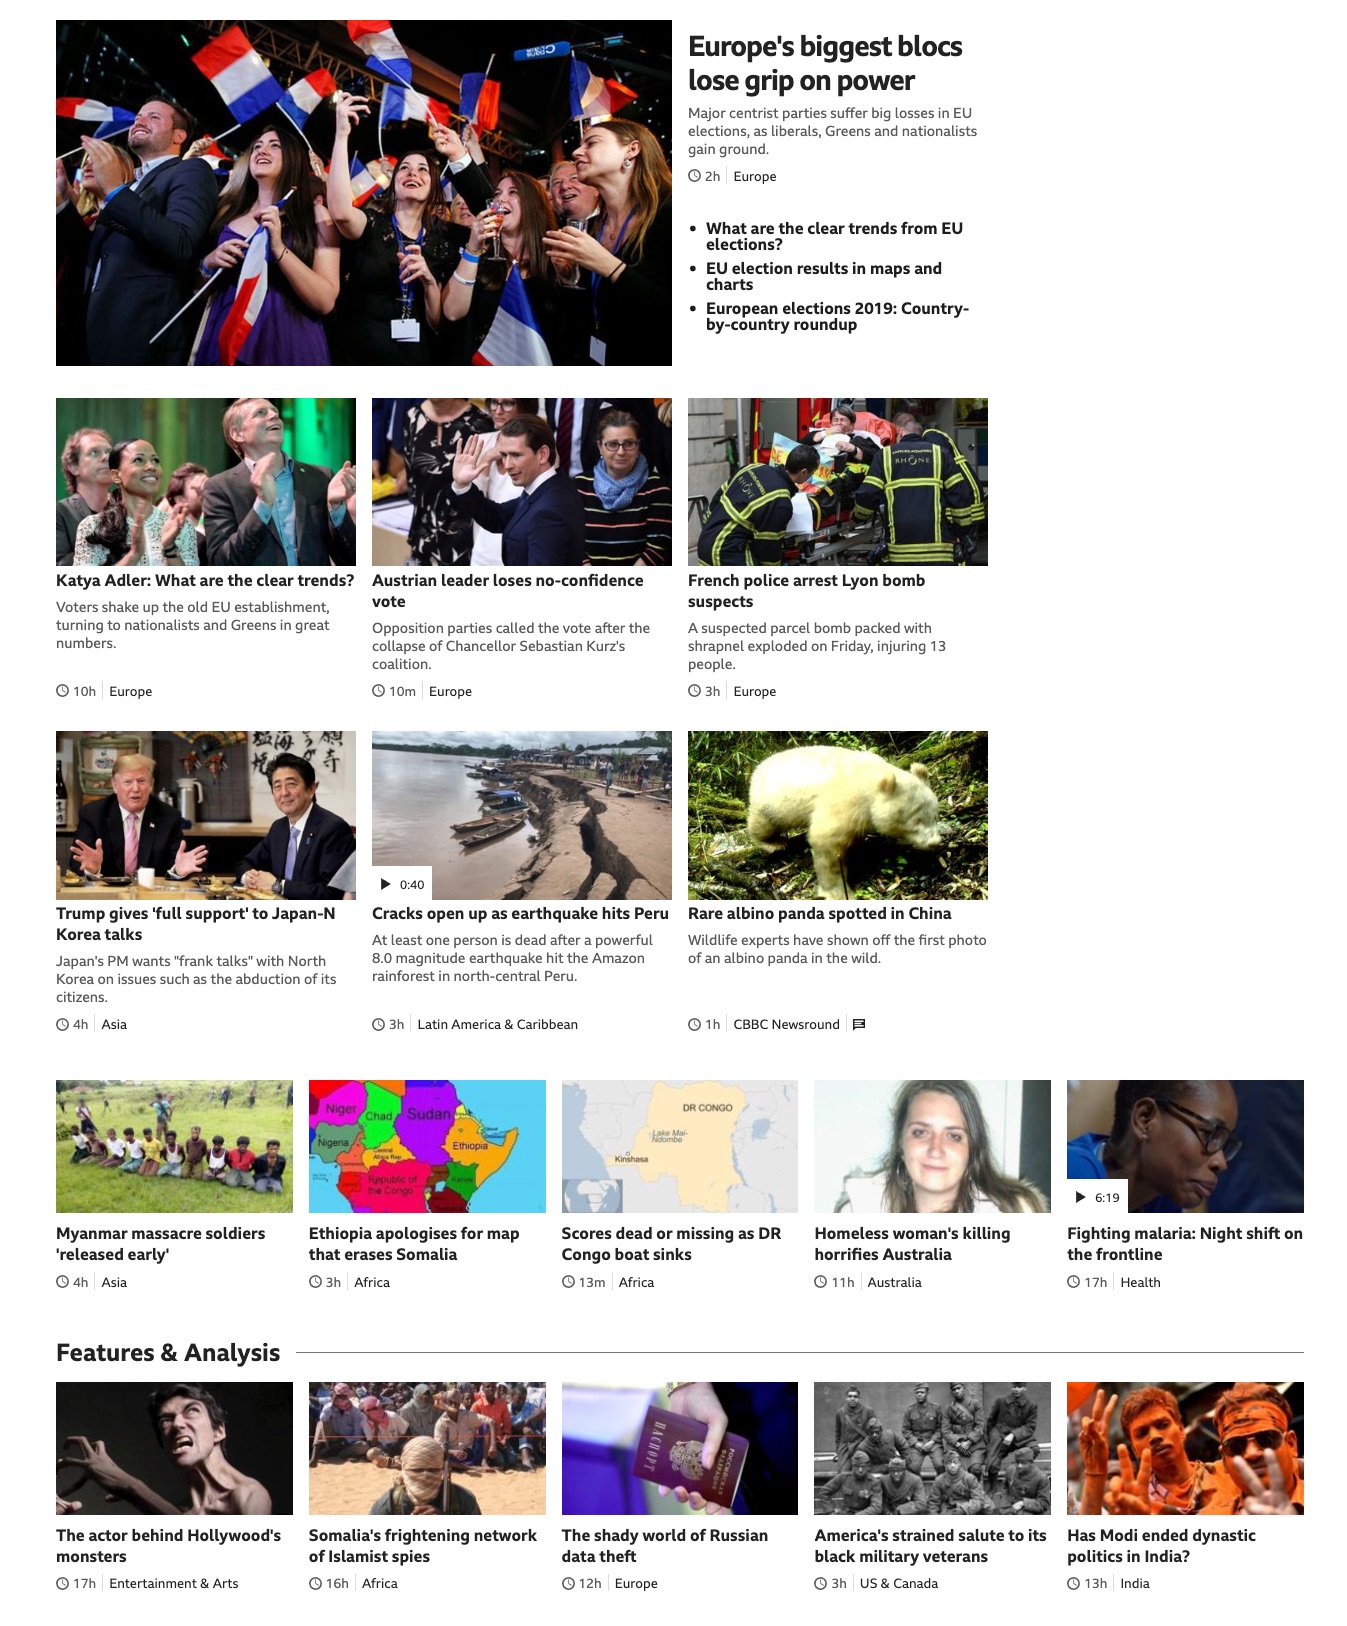 Europe's biggest blocs
lose grip on power
Major centrist parties suffer big losses in EU
elections, as liberals, Greens and nationalists
gain ground.
2h Europe
What are the clear trends from EU
elections?
EU election results in maps and
charts
European elections 2019: Country-
by-country roundup
Katya Adler: What are the clear trends?
Voters shake up the old EU establishment,
turning to nationalists and Greens in great
numbers.
10h Europe
Austrian leader loses no-confidence
vote
Opposition parties called the vote after the
collapse of Chancellor Sebastian Kurz's
coalition.
10m Europe
RHÔNE
RHÔNE
French police arrest Lyon bomb
suspects
A suspected parcel bomb packed with
shrapnel exploded on Friday, injuring 13
people.
3h Europe
Trump gives 'full support' to Japan-N
Korea talks
Japan's PM wants "frank talks" with North
Korea on issues such as the abduction of its
citizens.
4h Asia
0:40
Cracks open up as earthquake hits Peru
At least one person is dead after a powerful
8.0 magnitude earthquake hit the Amazon
rainforest in north-central Peru.
3h Latin America & Caribbean
Rare albino panda spotted in China
Wildlife experts have shown off the first photo
of an albino panda in the wild.
1h CBBC Newsround
Myanmar massacre soldiers
'released early'
4h Asia
Niger
Chad
Sudan
Nigeria
Ethiopia
Central
Africa Rep.
Kenya
Republic of
the Congo
Ethiopia apologises for map
that erases Somalia
3h Africa
DR CONGO
Lake Mai-
Ndombe
Kinshasa
Scores dead or missing as DR
Congo boat sinks
13m Africa
Homeless woman's killing
horrifies Australia
11h Australia
6:19
Fighting malaria: Night shift on
the frontline
17h Health
Features & Analysis
The actor behind Hollywood's
monsters
17h Entertainment & Arts
Somalia's frightening network
of Islamist spies
16h Africa
ПАСПОРТ
РОССИЙСКАЯ
ФЕДЕРАЦИЯ
The shady world of Russian
data theft
12h Europe
America's strained salute to its
black military veterans
3h US & Canada
Has Modi ended dynastic
politics in India?
13h India